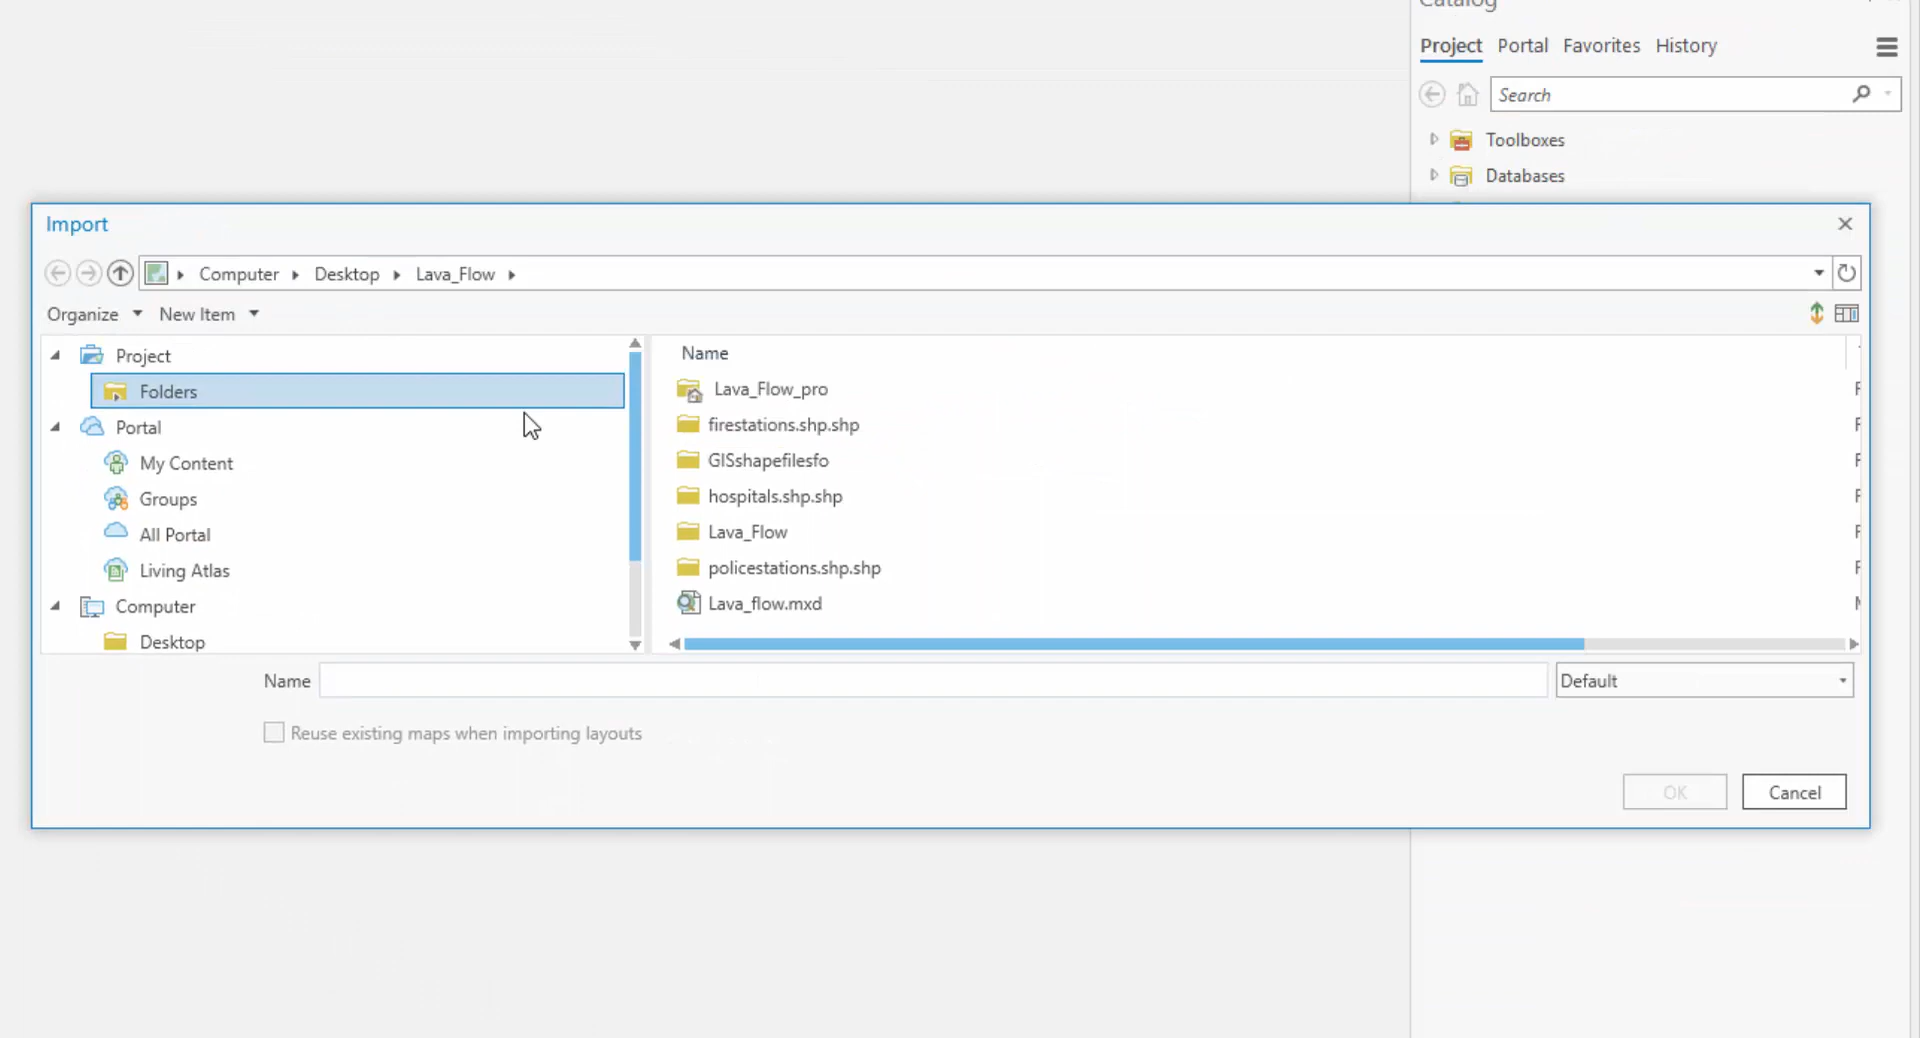 Catalog
Project Portal Favorites History
Search
Toolboxes
Databases
Import
Computer Desktop Lava_Flow
Organize New Item
Project
Folders
Portal
My Content
Groups
All Portal
Living Atlas
Computer
Desktop
Name
Lava_Flow_pro
firestations.shp.shp
GISshapefilesfo
hospitals.shp.shp
Lava_Flow
policestations.shp.shp
Lava_flow.mxd
Name
Default
Reuse existing maps when importing layouts
OK Cancel